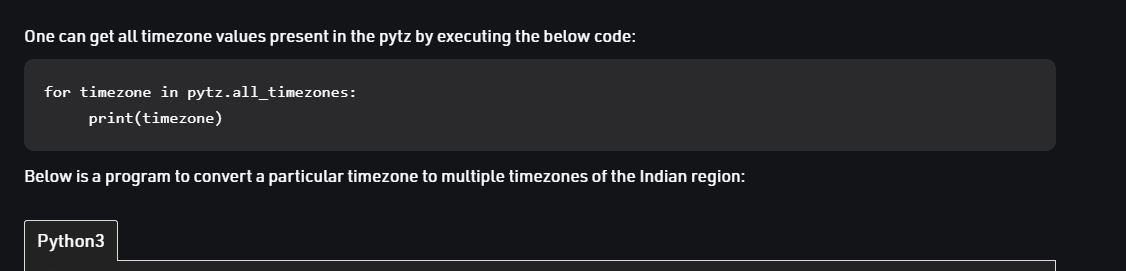 One can get all timezone values present in the pytz by executing the below code:
for timezone in pytz.all_timezones:
     print(timezone)
Below is a program to convert a particular timezone to multiple timezones of the Indian region:
Python3